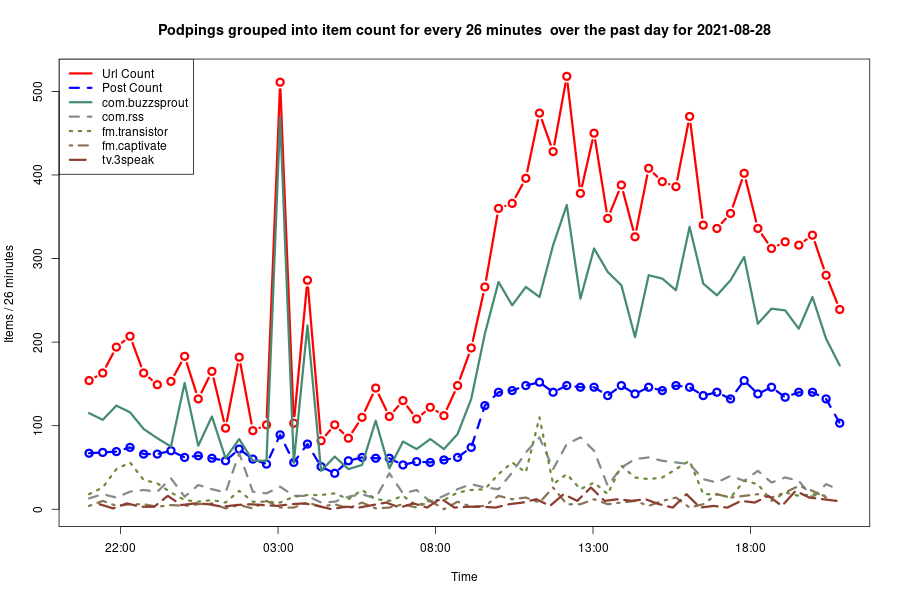 Podpings grouped into item count for every 26 minutes  over the past day for 2021-08-28
Url Count
Post Count
com.buzzsprout
com.rss
fm.transistor
fm.captivate
tv.3speak
Items / 26 minutes
500
400
300
200
100
0
22:00 03:00 08:00 13:00 18:00
Time